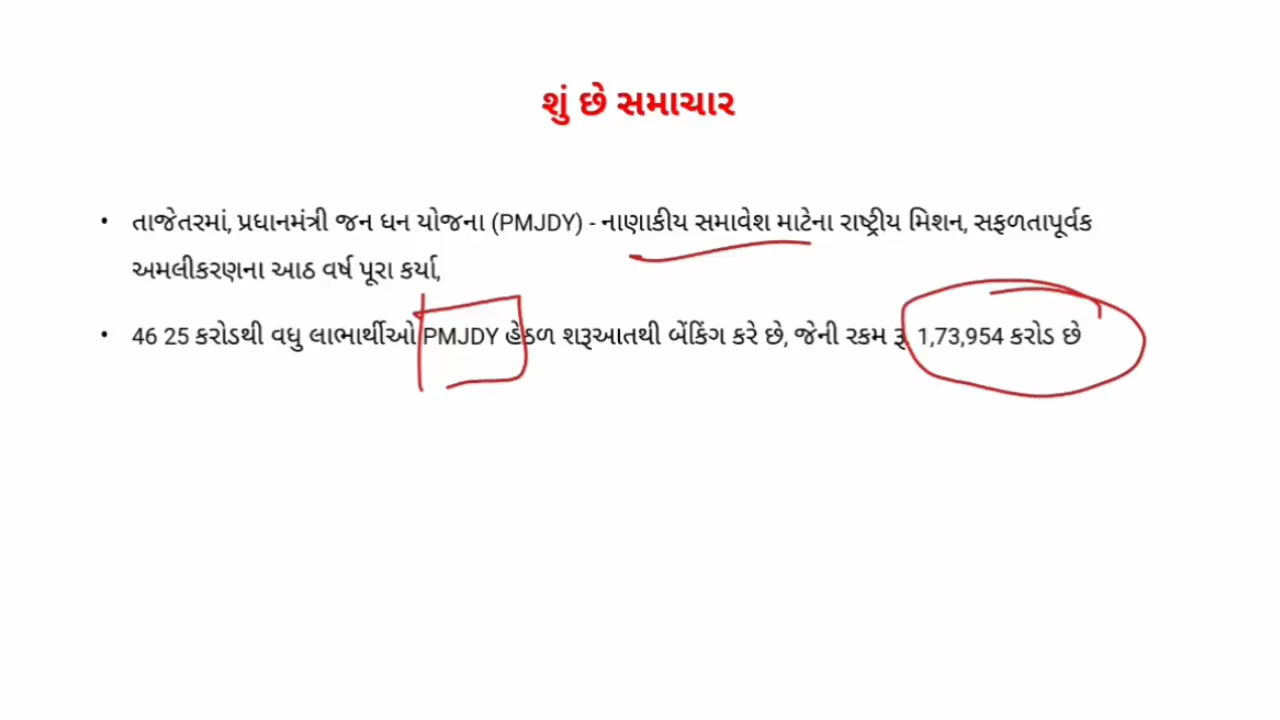 શું છે સમાચાર
• તાજેતરમાં, પ્રધાનમંત્રી જન ધન યોજના (PMJDY) - નાણાકીય સમાવેશ માટેના રાષ્ટ્રીય મિશન, સફળતાપૂર્વક
અમલીકરણના આઠ વર્ષ પૂરા કર્યા,
• 46 25 કરોડથી વધુ લાભાર્થીઓ PMJDY હેઠળ શરૂઆતથી બેંકિંગ કરે છે, જેની રકમ રૂ 1,73,954 કરોડ છે